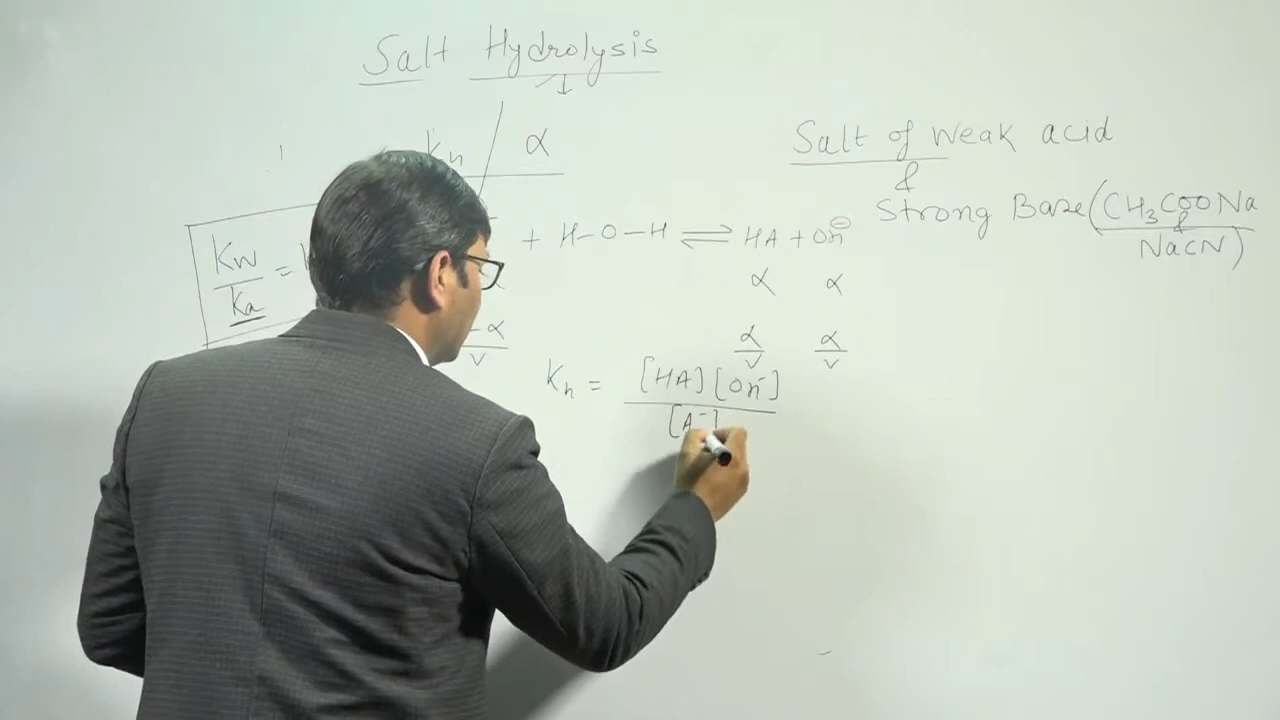 Salt Hydrolysis
Kh / α
Salt of Weak acid
&
Strong Base (CH₃COONa
&
NaCN)
Kw/Ka =
+ H-O-H ⇌ HA + OH⊖
α α
-α/v α/v α/v
Kh = [HA][OH⁻]
[A⁻]